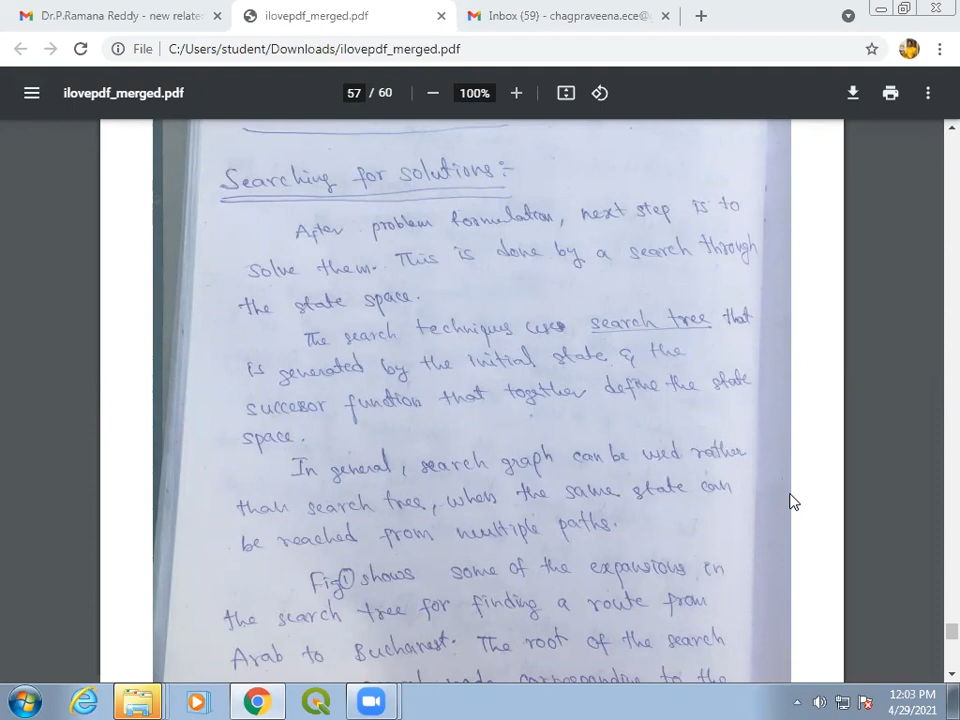 Dr.P.Ramana Reddy - new relate
ilovepdf_merged.pdf
Inbox (59) - chagpraveena.ece@
File
C:/Users/student/Downloads/ilovepdf_merged.pdf
ilovepdf_merged.pdf
57 / 60
100%
Searching for solutions:-
After problem formulation, next step is to
solve them. This is done by a search through
the state space.
The search techniques use search tree that
is generated by the initial state & the
succesor function that together define the state
space.
In general, search graph can be used rather
than search tree, when the same state can
be reached from multiple paths.
Fig① shows some of the expansions in
the search tree for finding a route from
Arab to Bucharest. The root of the search
node corresponding to the
12:03 PM
4/29/2021